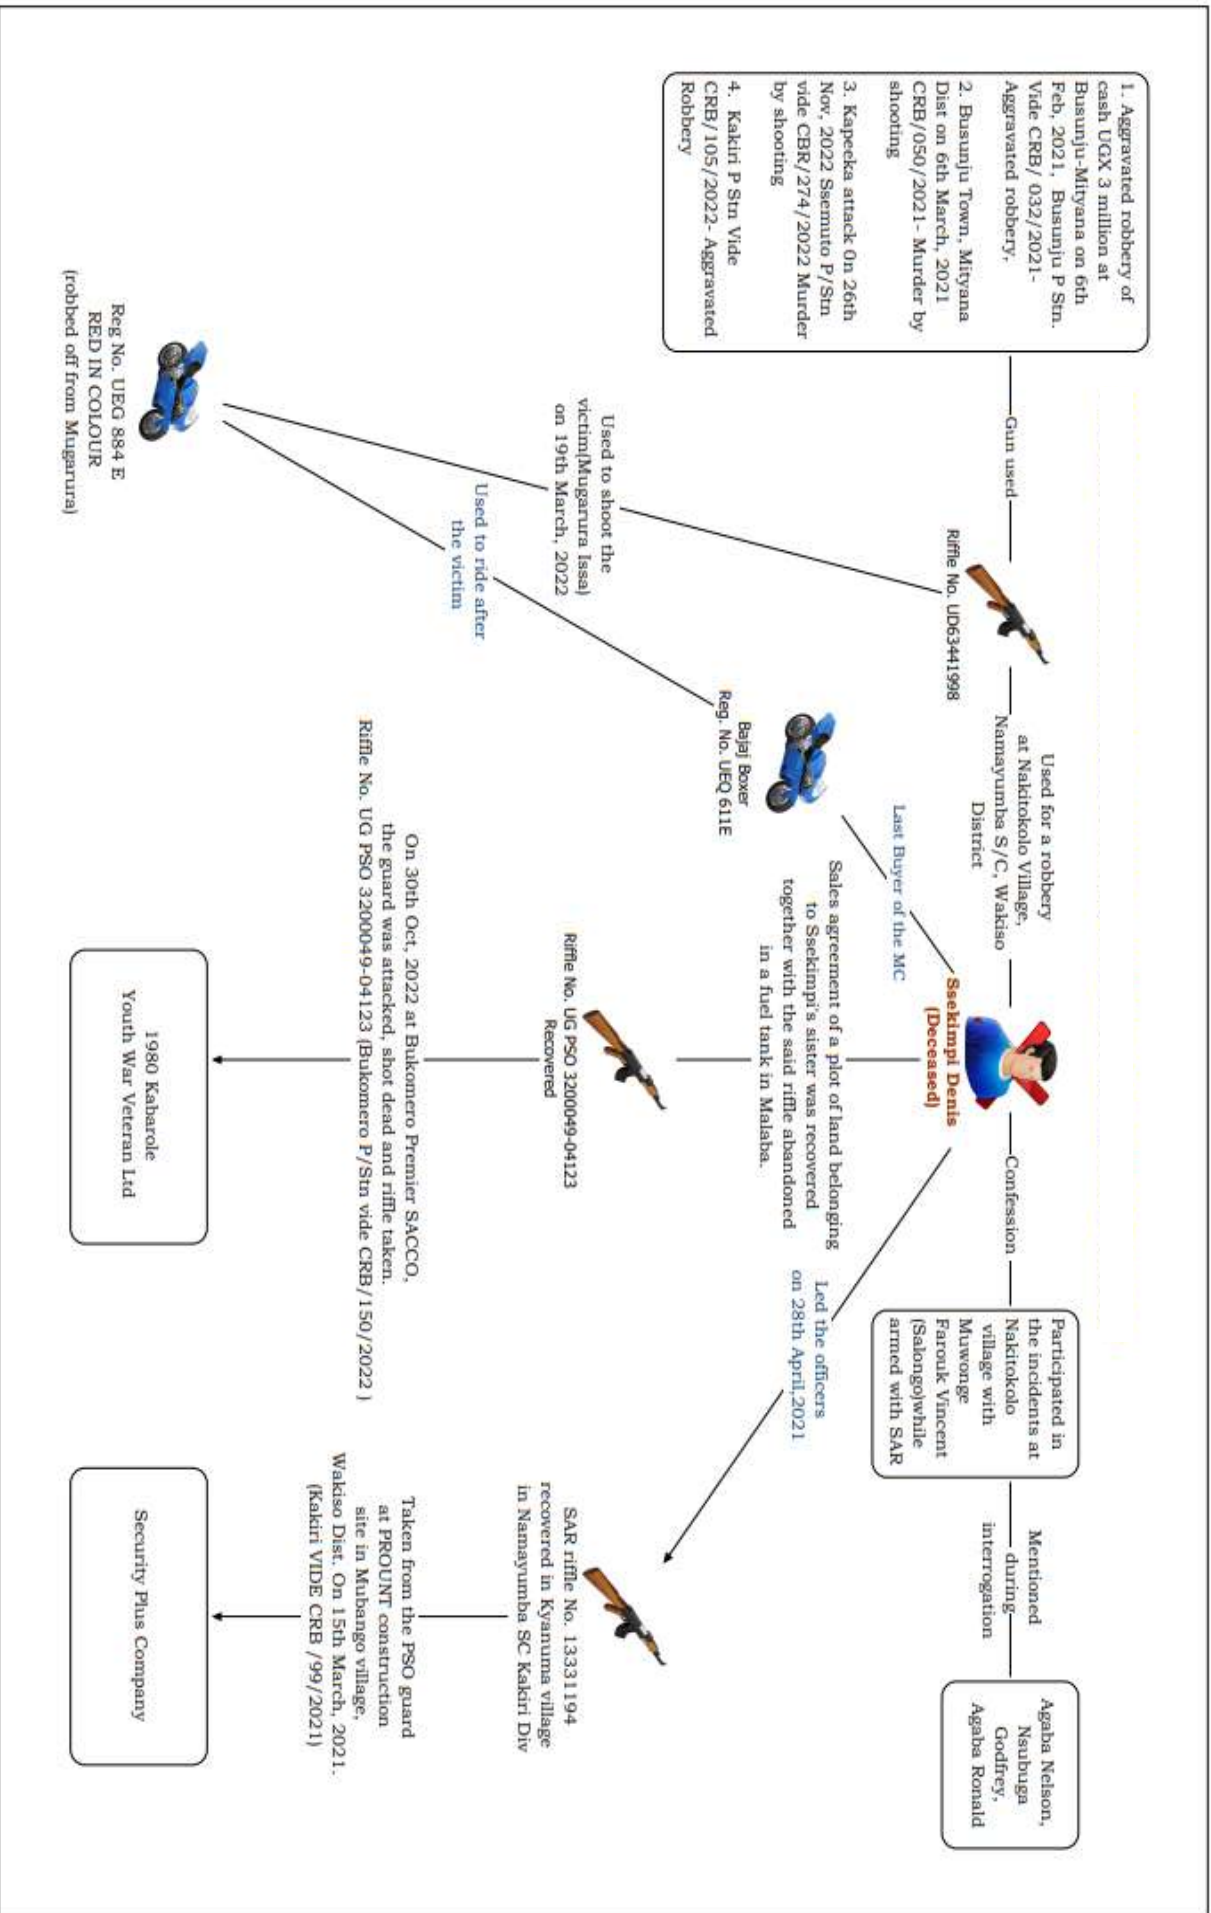 1. Aggravated robbery of
cash UGX 3 million at
Busunju-Mityana on 6th
Feb, 2021, Busunju P Stn.
Vide CRB/ 032/2021-
Aggravated robbery,
2. Busunju Town, Mityana
Dist on 6th March, 2021
CRB/050/2021- Murder by
shooting
3. Kapeeka attack 0n 26th
Nov, 2022 Ssemuto P/Stn
vide CBR/274/2022 Murder
by shooting
4. Kakiri P Stn Vide
CRB/105/2022- Aggravated
Robbery
Gun used
Riffle No. UD63441998
Used for a robbery
at Nakitokolo Village,
Namayumba S/C, Wakiso
District
Ssekimpi Denis
(Deceased)
Confession
Participated in
the incidents at
Nakitokolo
village with
Muwonge
Farouk Vincent
(Salongo)while
armed with SAR
Mentioned
during
interrogation
Agaba Nelson,
Nsubuga
Godfrey,
Agaba Ronald
Last Buyer of the MC
Bajaj Boxer
Reg. No. UEQ 611E
Used to shoot the
victim(Mugarura Issa)
on 19th March, 2022
Used to ride after
the victim
Reg No. UEG 884 E
RED IN COLOUR
(robbed off from Mugarura)
Sales agreement of a plot of land belonging
to Ssekimpi's sister was recovered
together with the said riffle abandoned
in a fuel tank in Malaba.
Riffle No. UG PSO 3200049-04123
Recovered
On 30th Oct, 2022 at Bukomero Premier SACCO,
the guard was attacked, shot dead and riffle taken.
Riffle No. UG PSO 3200049-04123 (Bukomero P/Stn vide CRB/150/2022 )
1980 Kabarole
Youth War Veteran Ltd
Led the officers
on 28th April,2021
SAR riffle No. 13331194
recovered in Kyanuma village
in Namayumba SC Kakiri Div
Taken from the PSO guard
at PROUNT construction
site in Mubango village,
Wakiso Dist. On 15th March, 2021.
(Kakiri VIDE CRB /99/2021)
Security Plus Company